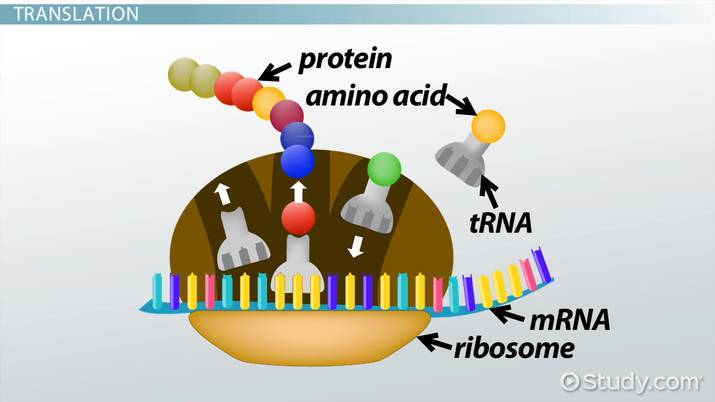 TRANSLATION
protein
amino acid
tRNA
mRNA
ribosome
Study.com